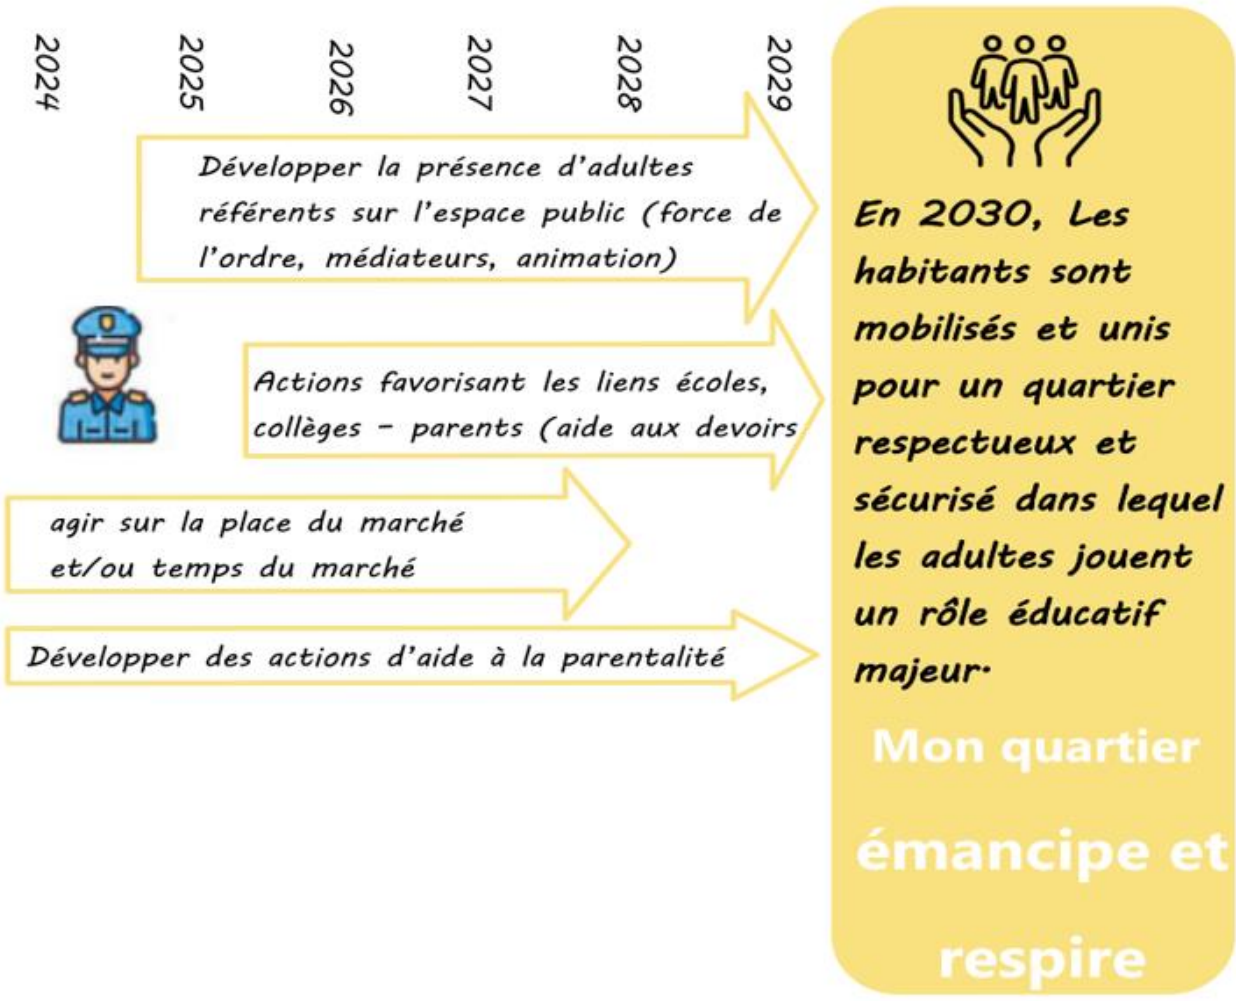 2024
2025
2026
2027
2028
2029
Développer la présence d'adultes
référents sur l'espace public (force de
l'ordre, médiateurs, animation)
Actions favorisant les liens écoles,
collèges - parents (aide aux devoirs
agir sur la place du marché
et/ou temps du marché
Développer des actions d'aide à la parentalité
En 2030, Les
habitants sont
mobilisés et unis
pour un quartier
respectueux et
sécurisé dans lequel
les adultes jouent
un rôle éducatif
majeur.
Mon quartier
émancipe et
respire